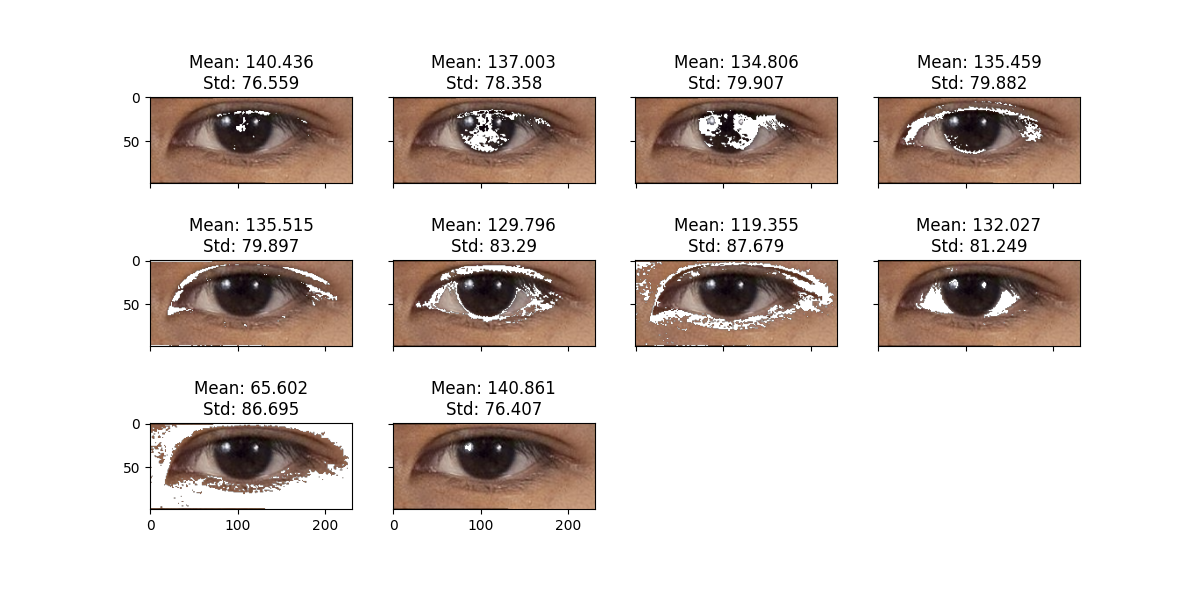 Mean: 140.436
Std: 76.559
Mean: 137.003
Std: 78.358
Mean: 134.806
Std: 79.907
Mean: 135.459
Std: 79.882
0
50
Mean: 135.515
Std: 79.897
Mean: 129.796
Std: 83.29
Mean: 119.355
Std: 87.679
Mean: 132.027
Std: 81.249
0
50
Mean: 65.602
Std: 86.695
Mean: 140.861
Std: 76.407
0
50
0 100 200
0 100 200